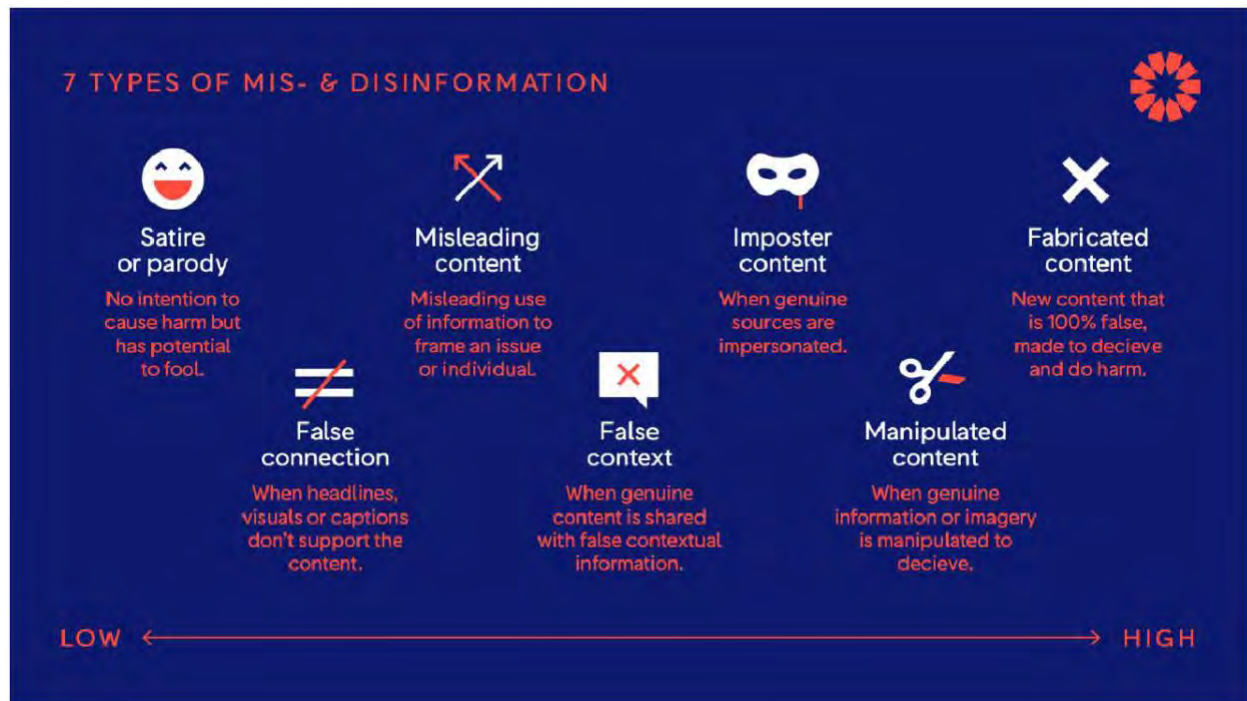 7 TYPES OF MIS- & DISINFORMATION
Satire
or parody
No intention to
cause harm but
has potential
to fool.
False
connection
When headlines,
visuals or captions
don't support the
content.
Misleading
content
Misleading use
of information to
frame an issue
or individual.
False
context
When genuine
content is shared
with false contextual
information.
Imposter
content
When genuine
sources are
impersonated.
Manipulated
content
When genuine
information or imagery
is manipulated to
decieve.
Fabricated
content
New content that
is 100% false,
made to decieve
and do harm.
LOW
HIGH